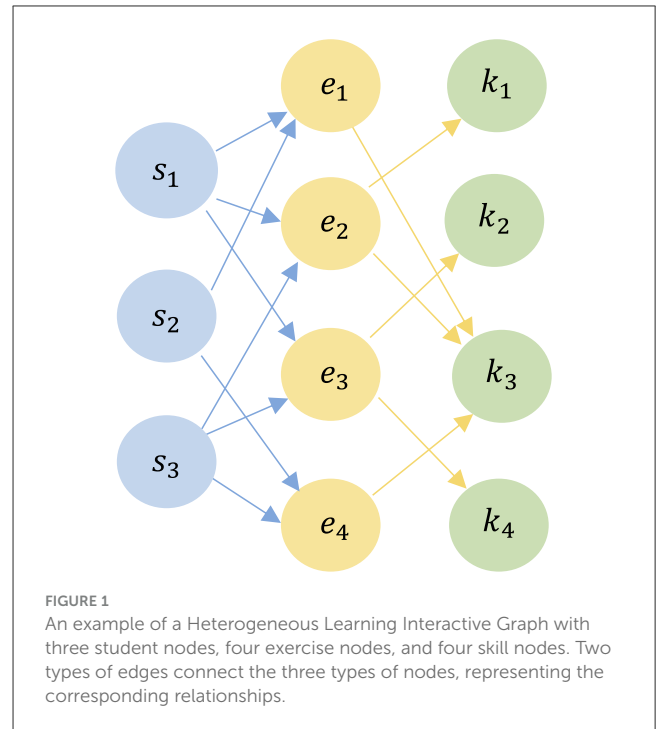 e₁
k₁
s₁
e₂
k₂
s₂
e₃
k₃
s₃
e₄
k₄
FIGURE 1
An example of a Heterogeneous Learning Interactive Graph with
three student nodes, four exercise nodes, and four skill nodes. Two
types of edges connect the three types of nodes, representing the
corresponding relationships.